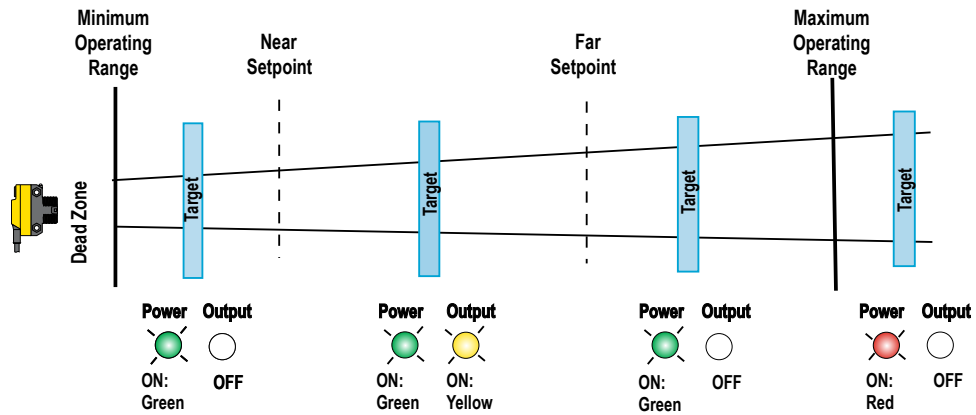 Minimum
Operating
Range
Near
Setpoint
Far
Setpoint
Maximum
Operating
Range
Dead Zone
Target
Target
Target
Target
Power Output
ON:
Green
OFF
Power Output
ON:
Green
ON:
Yellow
Power Output
ON:
Green
OFF
Power Output
ON:
Red
OFF